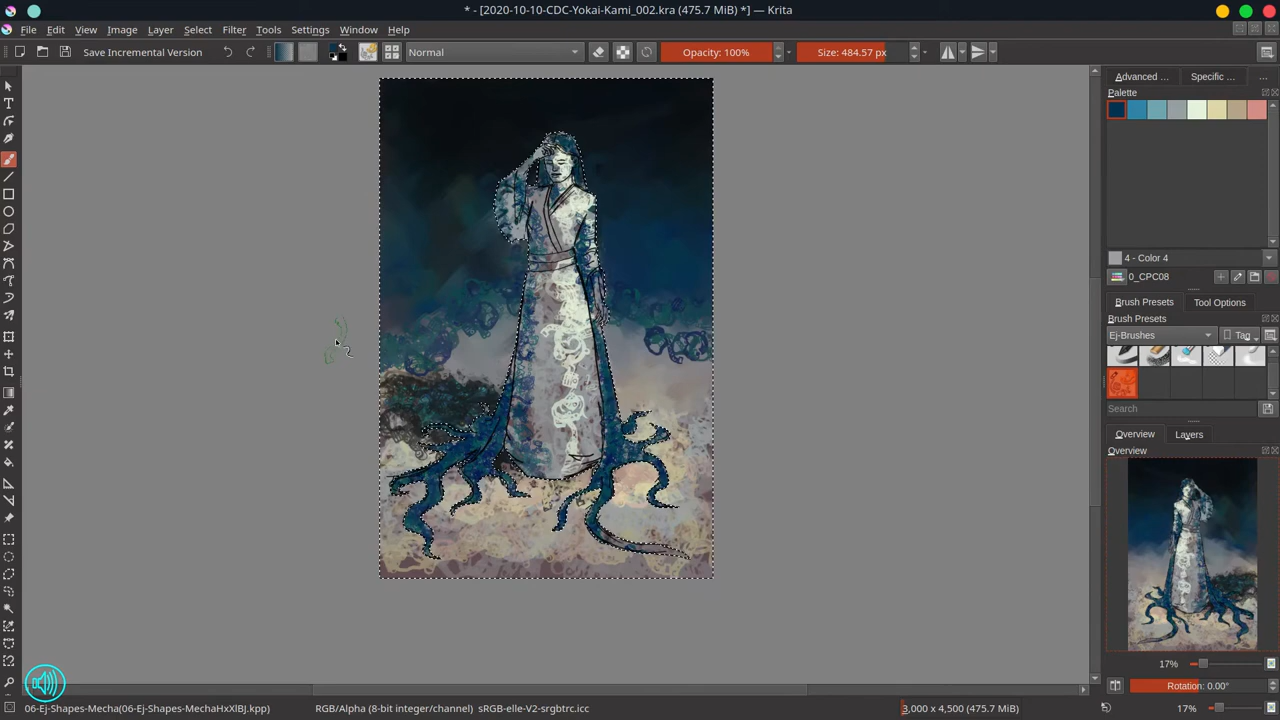 * - [2020-10-10-CDC-Yokai-Kami_002.kra (475.7 MiB) *] — Krita
File Edit View Image Layer Select Filter Tools Settings Window Help
Save Incremental Version Normal Opacity: 100% Size: 484.57 px
Advanced ... Specific ... ...
Palette
4 - Color 4
0_CPC08
Brush Presets Tool Options
Brush Presets
Ej-Brushes Tag
Search
Overview Layers
Overview
17%
Rotation: 0.00°
06-Ej-Shapes-Mecha(06-Ej-Shapes-MechaHxXlBJ.kpp) RGB/Alpha (8-bit integer/channel) sRGB-elle-V2-srgbtrc.icc 3,000 x 4,500 (475.7 MiB) 17%